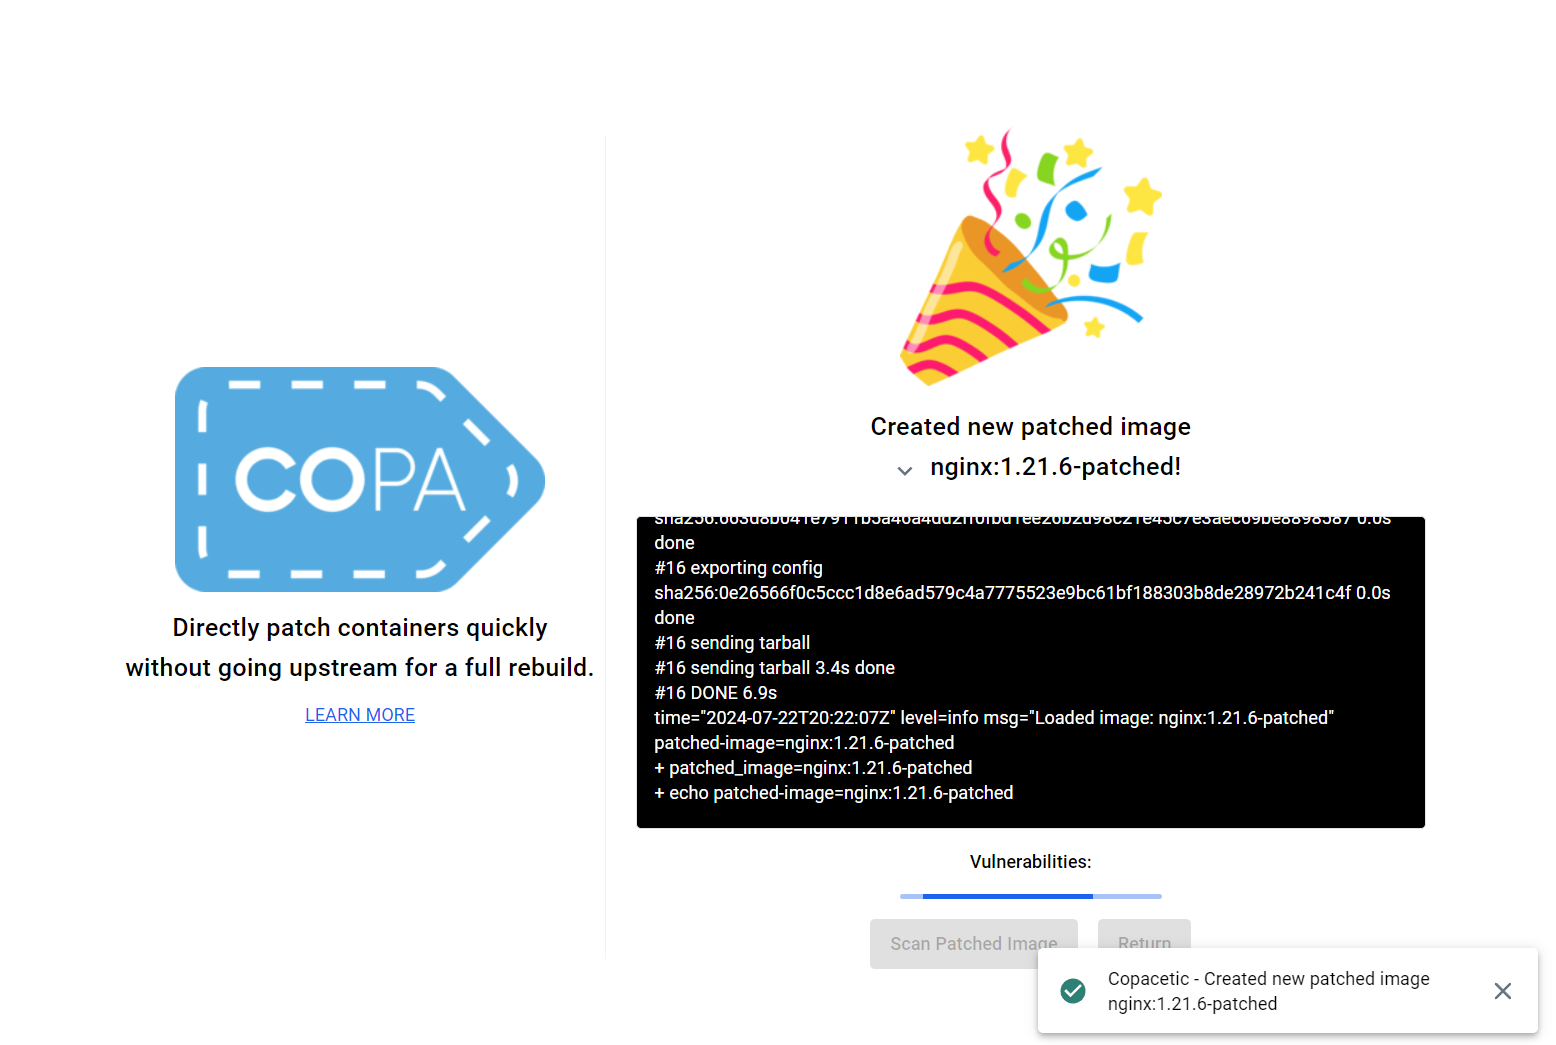 COPA
Directly patch containers quickly
without going upstream for a full rebuild.
LEARN MORE
Created new patched image
nginx:1.21.6-patched!
done
#16 exporting config
sha256:0e26566f0c5ccc1d8e6ad579c4a7775523e9bc61bf188303b8de28972b241c4f 0.0s
done
#16 sending tarball
#16 sending tarball 3.4s done
#16 DONE 6.9s
time="2024-07-22T20:22:07Z" level=info msg="Loaded image: nginx:1.21.6-patched"
patched-image=nginx:1.21.6-patched
+ patched_image=nginx:1.21.6-patched
+ echo patched-image=nginx:1.21.6-patched
Vulnerabilities:
Scan Patched Image
Return
Copacetic - Created new patched image
nginx:1.21.6-patched